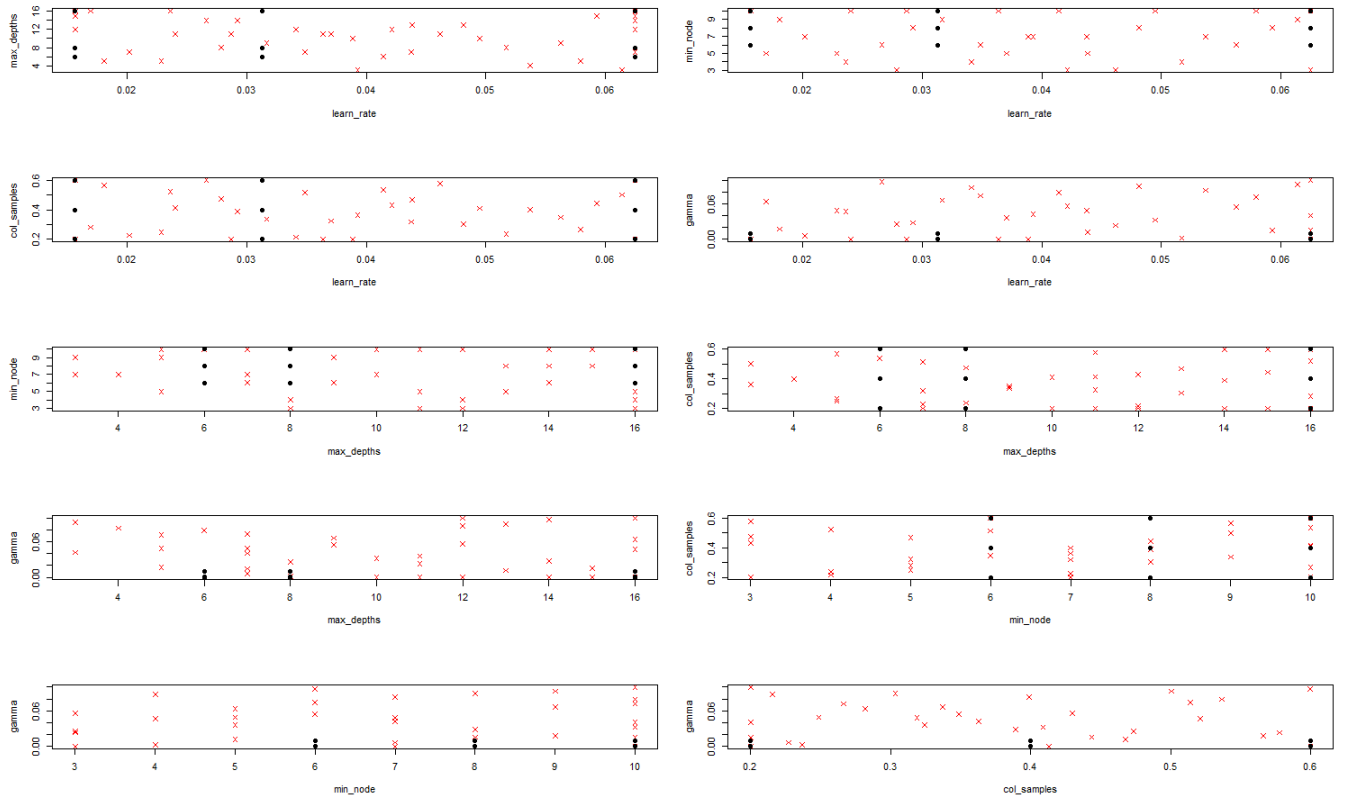 max_depths
4 8 12 16
0.02 0.03 0.04 0.05 0.06
learn_rate
min_node
3 5 7 9
0.02 0.03 0.04 0.05 0.06
learn_rate
col_samples
0.2 0.4 0.6
0.02 0.03 0.04 0.05 0.06
learn_rate
gamma
0.00 0.06
0.02 0.03 0.04 0.05 0.06
learn_rate
min_node
3 5 7 9
4 6 8 10 12 14 16
max_depths
col_samples
0.2 0.4 0.6
4 6 8 10 12 14 16
max_depths
gamma
0.00 0.06
4 6 8 10 12 14 16
max_depths
col_samples
0.2 0.4 0.6
3 4 5 6 7 8 9 10
min_node
gamma
0.00 0.06
3 4 5 6 7 8 9 10
min_node
gamma
0.00 0.06
0.2 0.3 0.4 0.5 0.6
col_samples